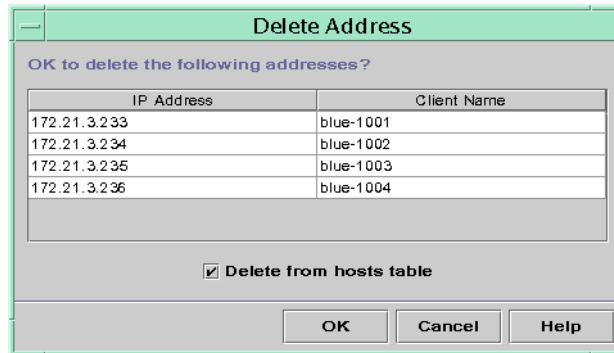 Delete Address
OK to delete the following addresses?
IP Address Client Name
172.21.3.233 blue-1001
172.21.3.234 blue-1002
172.21.3.235 blue-1003
172.21.3.236 blue-1004
Delete from hosts table
OK Cancel Help